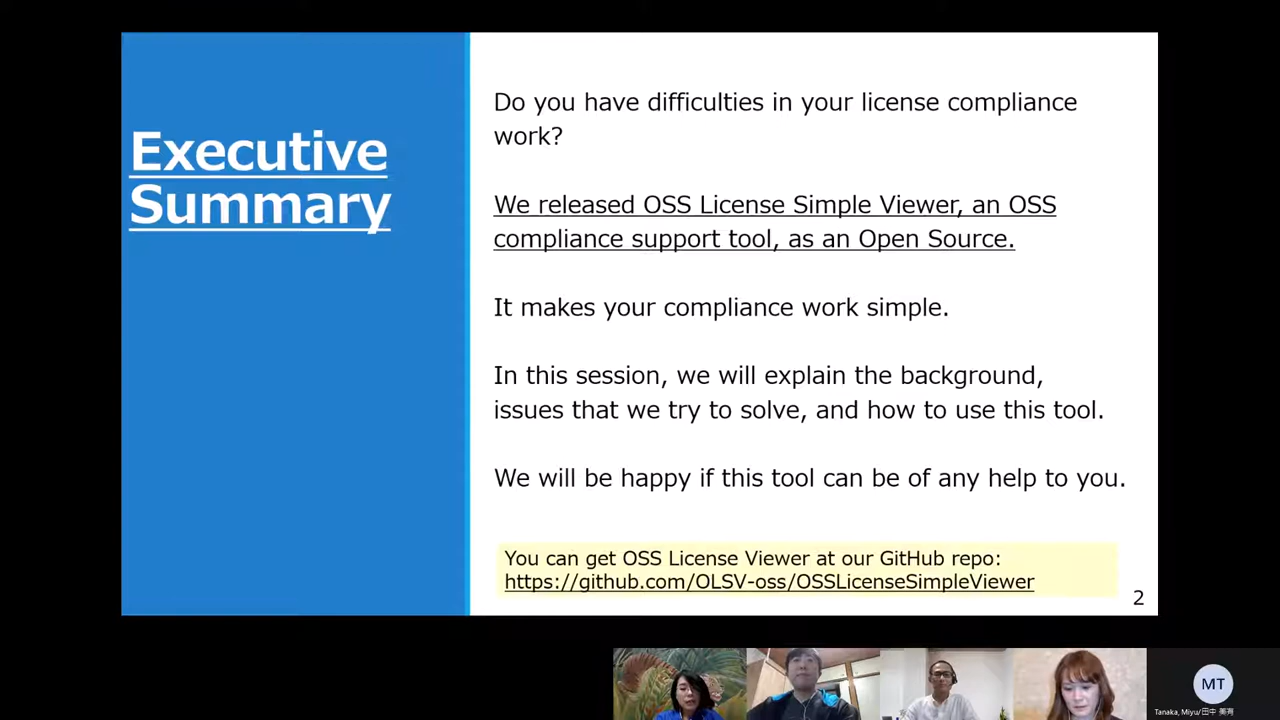 Executive
Summary
Do you have difficulties in your license compliance
work?
We released OSS License Simple Viewer, an OSS
compliance support tool, as an Open Source.
It makes your compliance work simple.
In this session, we will explain the background,
issues that we try to solve, and how to use this tool.
We will be happy if this tool can be of any help to you.
You can get OSS License Viewer at our GitHub repo:
https://github.com/OLSV-oss/OSSLicenseSimpleViewer
2
MT
Tanaka, Miyu/田中 美有